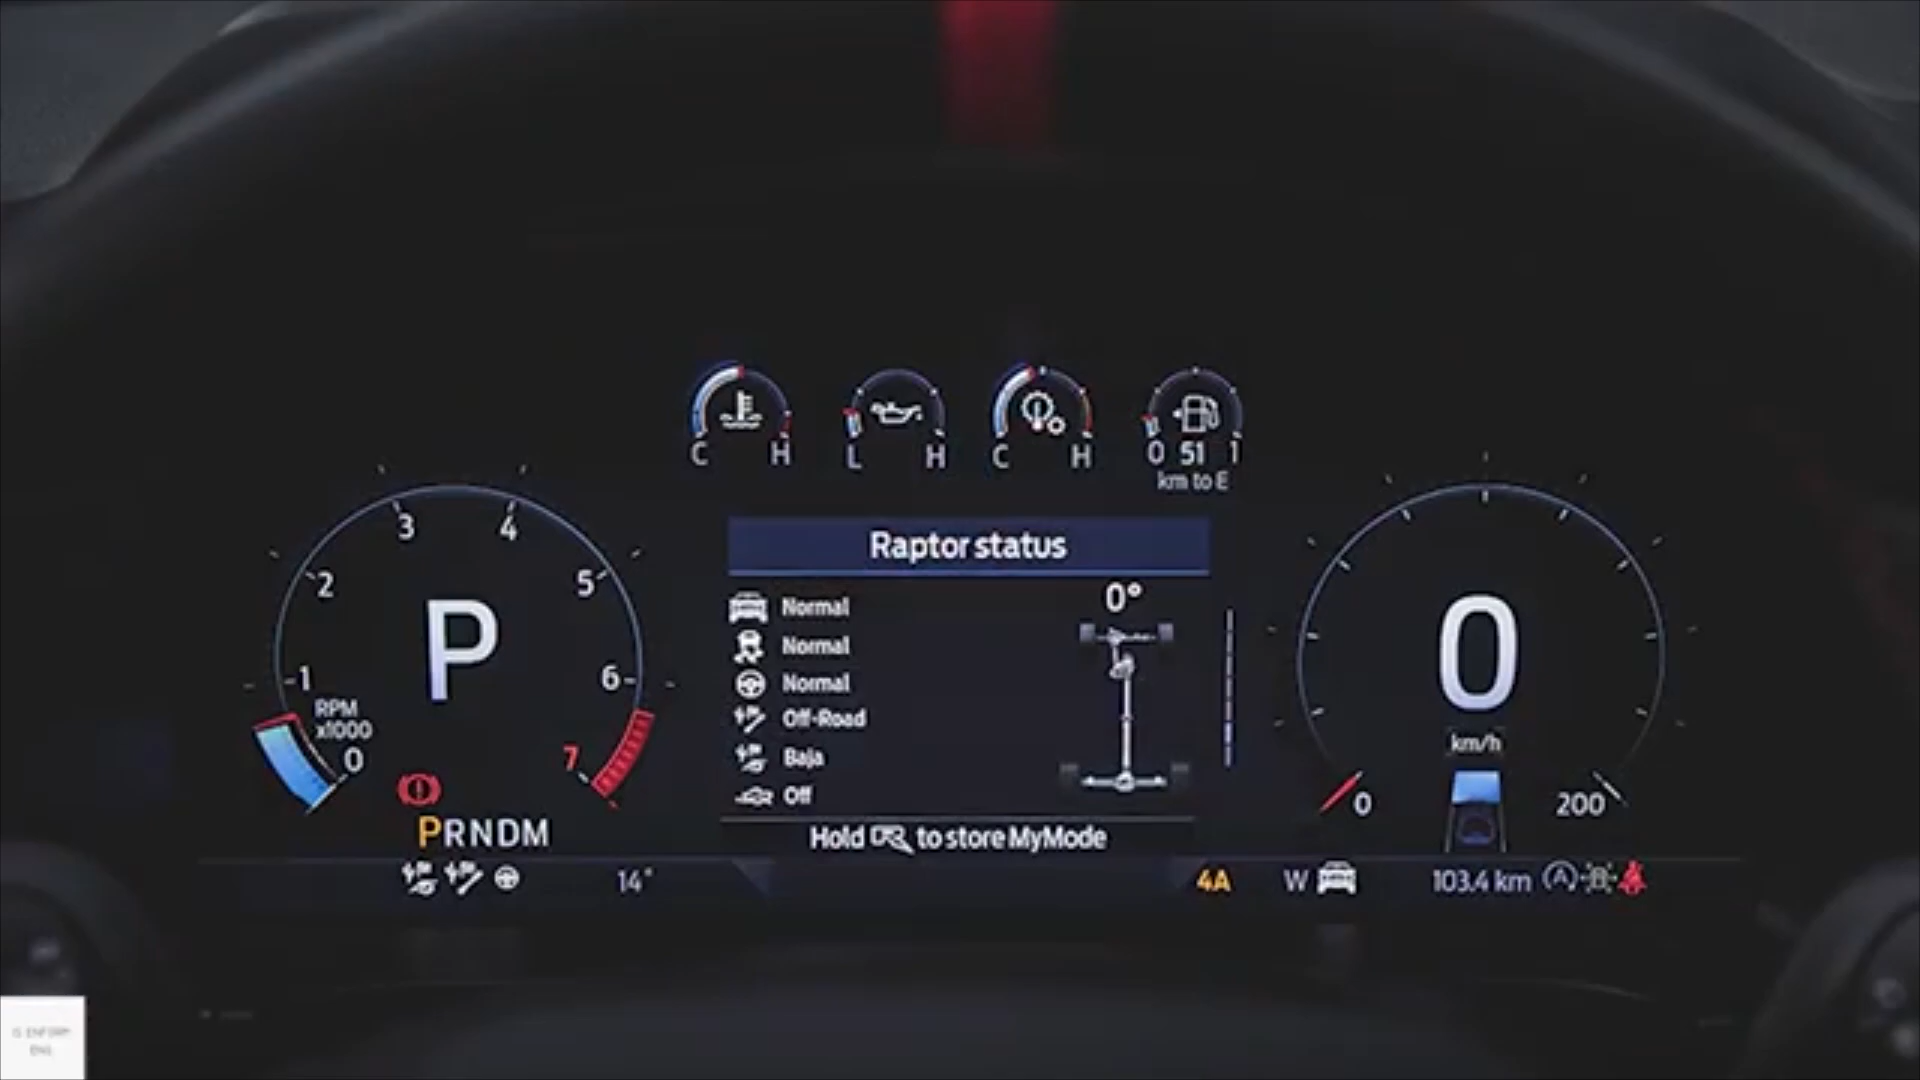 C H
L H
C H
0 51 1
km to E
3 4
2 5
1 6
RPM
x1000
0 7
P
PRNDM
14°
Raptor status
Normal 0°
Normal
Normal
Off-Road
Baja
Off
Hold to store MyMode
0
km/h
0 200
4A W 103.4 km A